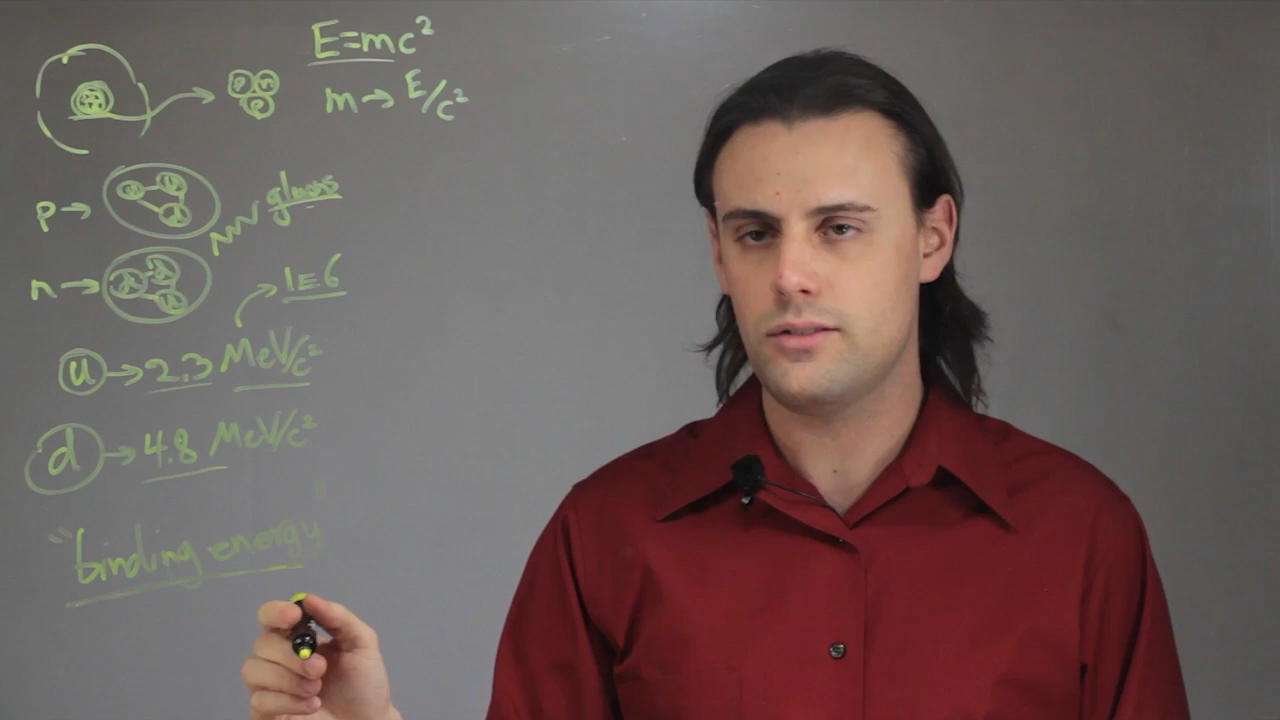 E=mc²
m→ E/c²
p→
gluons
n→
1E6
u→2.3 MeV/c²
d→4.8 MeV/c²
"binding energy"